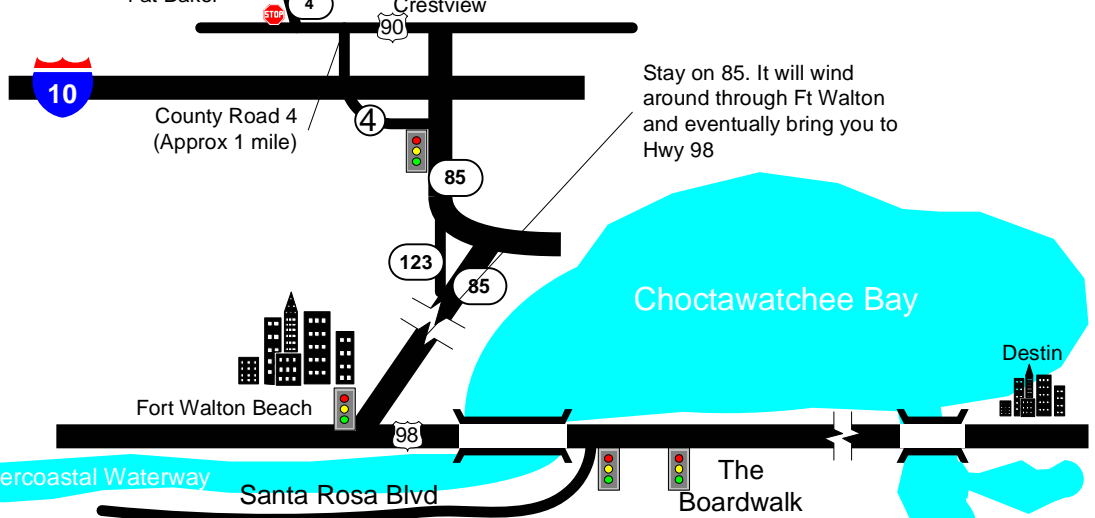 4
Crestview
STOP
90
10
Stay on 85. It will wind
around through Ft Walton
and eventually bring you to
Hwy 98
County Road 4
(Approx 1 mile)
4
85
123
85
Choctawatchee Bay
Destin
Fort Walton Beach
98
ercoastal Waterway
Santa Rosa Blvd
The
Boardwalk